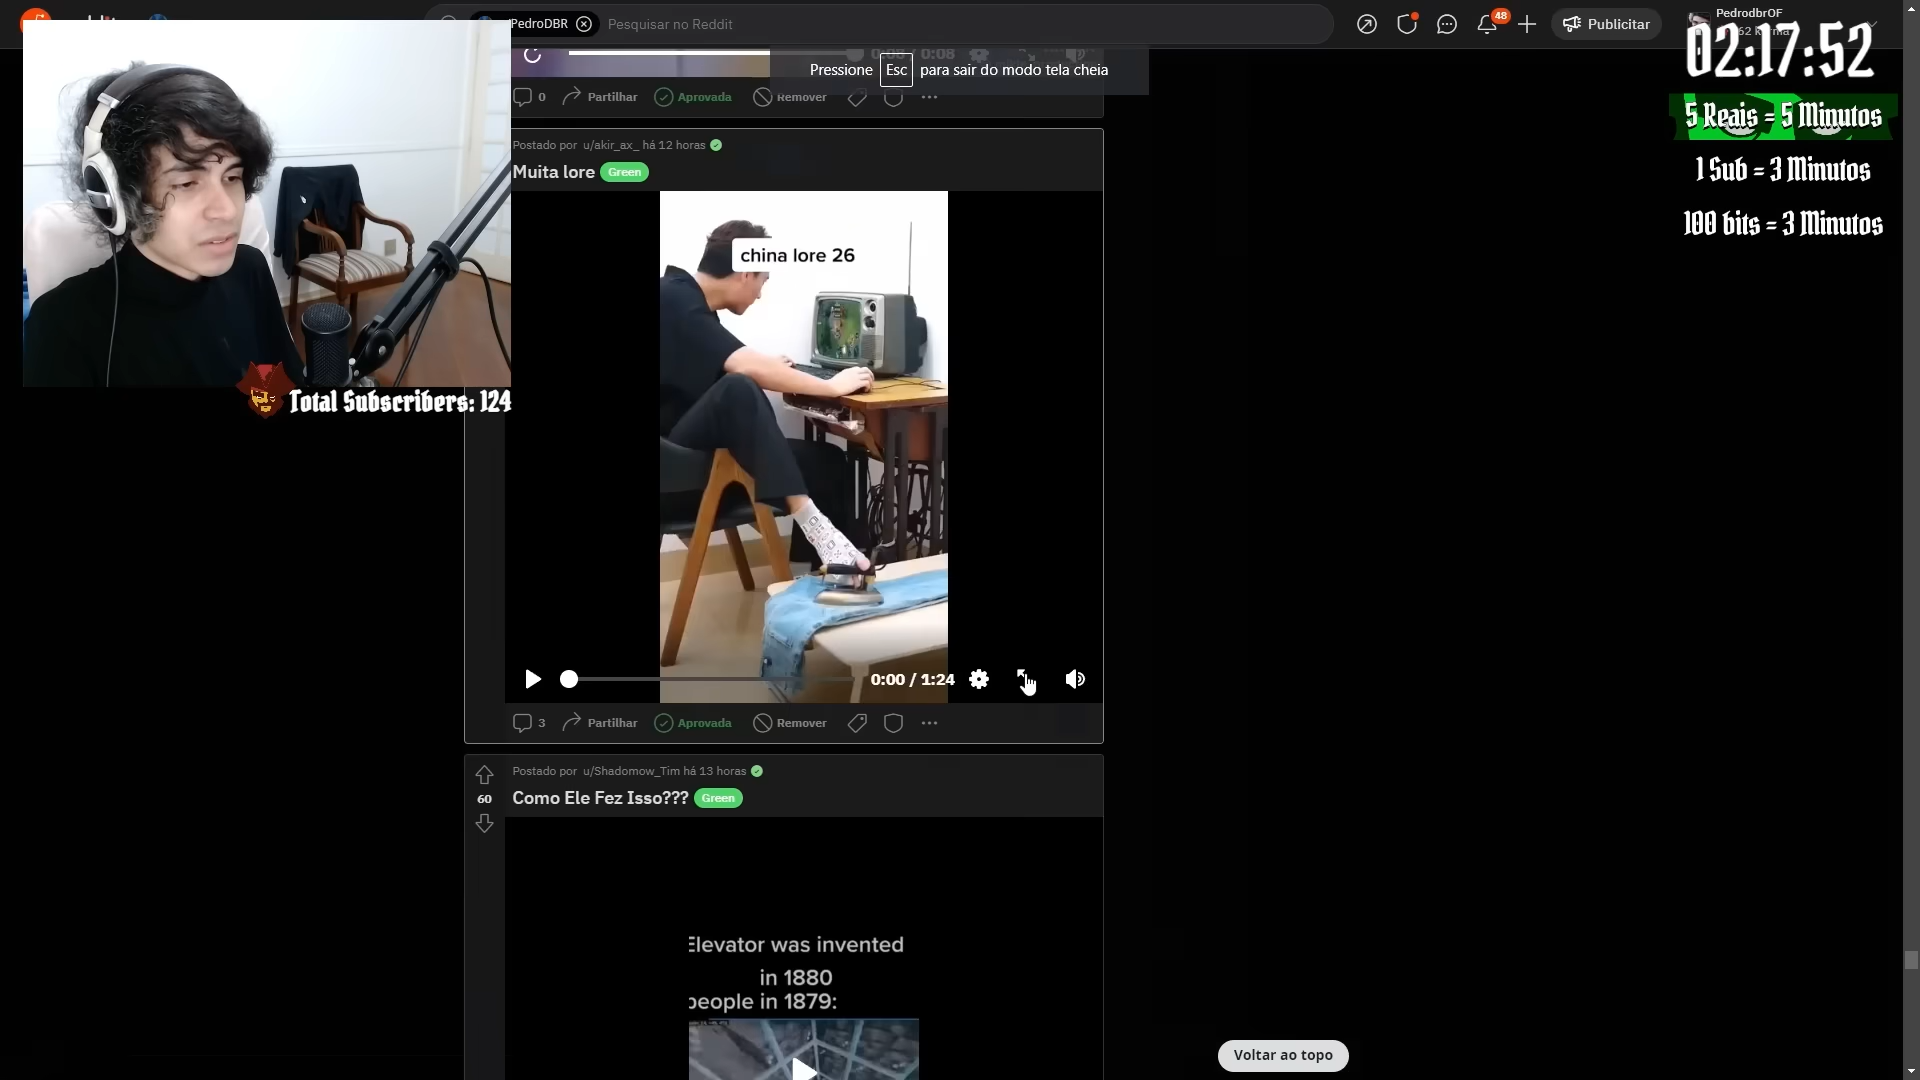 PedroDBR
Pesquisar no Reddit
48
Publicitar
PedrodbrOF
02:17:52
5 Reais = 5 Minutos
1 Sub = 3 Minutos
100 bits = 3 Minutos
Pressione Esc para sair do modo tela cheia
0 Partilhar Aprovada Remover
Postado por u/akir_ax_ há 12 horas
Muita lore Green
china lore 26
Total Subscribers: 124
0:00 / 1:24
3 Partilhar Aprovada Remover
Postado por u/Shadomow_Tim há 13 horas
60
Como Ele Fez Isso??? Green
Elevator was invented
in 1880
people in 1879:
Voltar ao topo